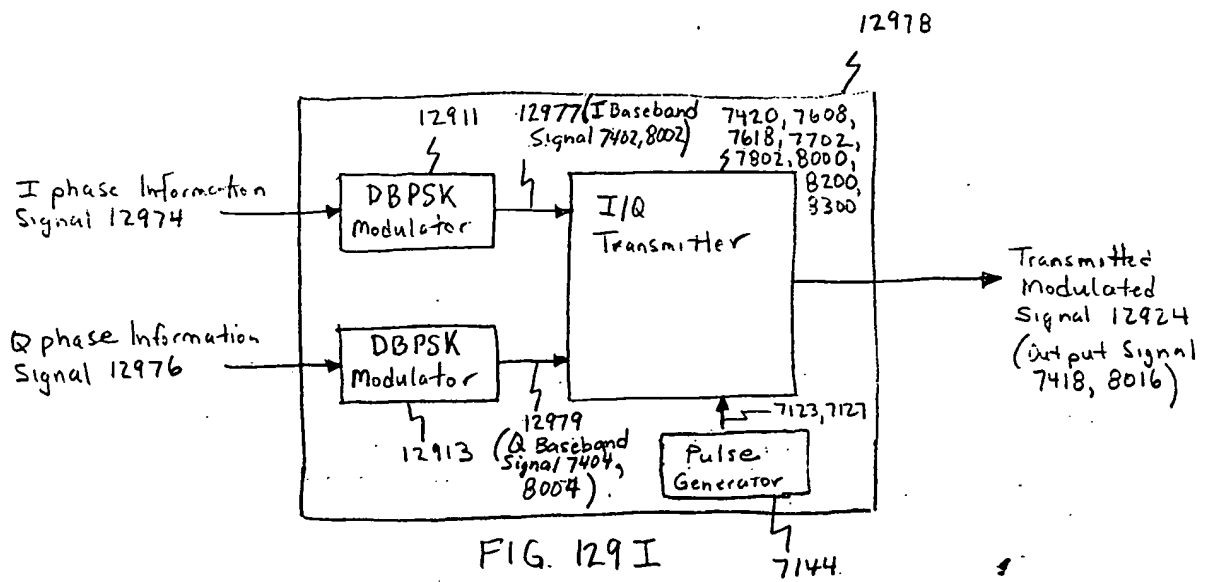 12978
12911
12977(I Baseband
Signal 7402,8002)
7420, 7608,
7618, 7702,
7802, 8000,
8200,
8300
I phase Information
Signal 12974
DBPSK
Modulator
I/Q
Transmitter
Transmitted
Modulated
Signal 12924
(Output Signal
7418, 8016)
Q phase Information
Signal 12976
DBPSK
Modulator
12913
12979
(Q Baseband
Signal 7404,
8004).
7123,7127
Pulse
Generator
7144
FIG. 129 I